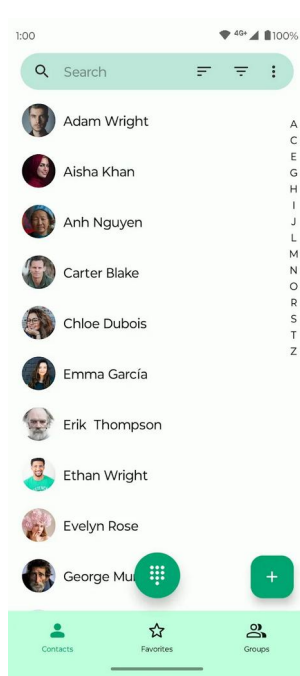 1:00 4G+ 100%
Search
Adam Wright
Aisha Khan
Anh Nguyen
Carter Blake
Chloe Dubois
Emma García
Erik Thompson
Ethan Wright
Evelyn Rose
George
A
C
E
G
H
I
J
L
M
N
O
R
S
T
Z
Contacts Favorites Groups